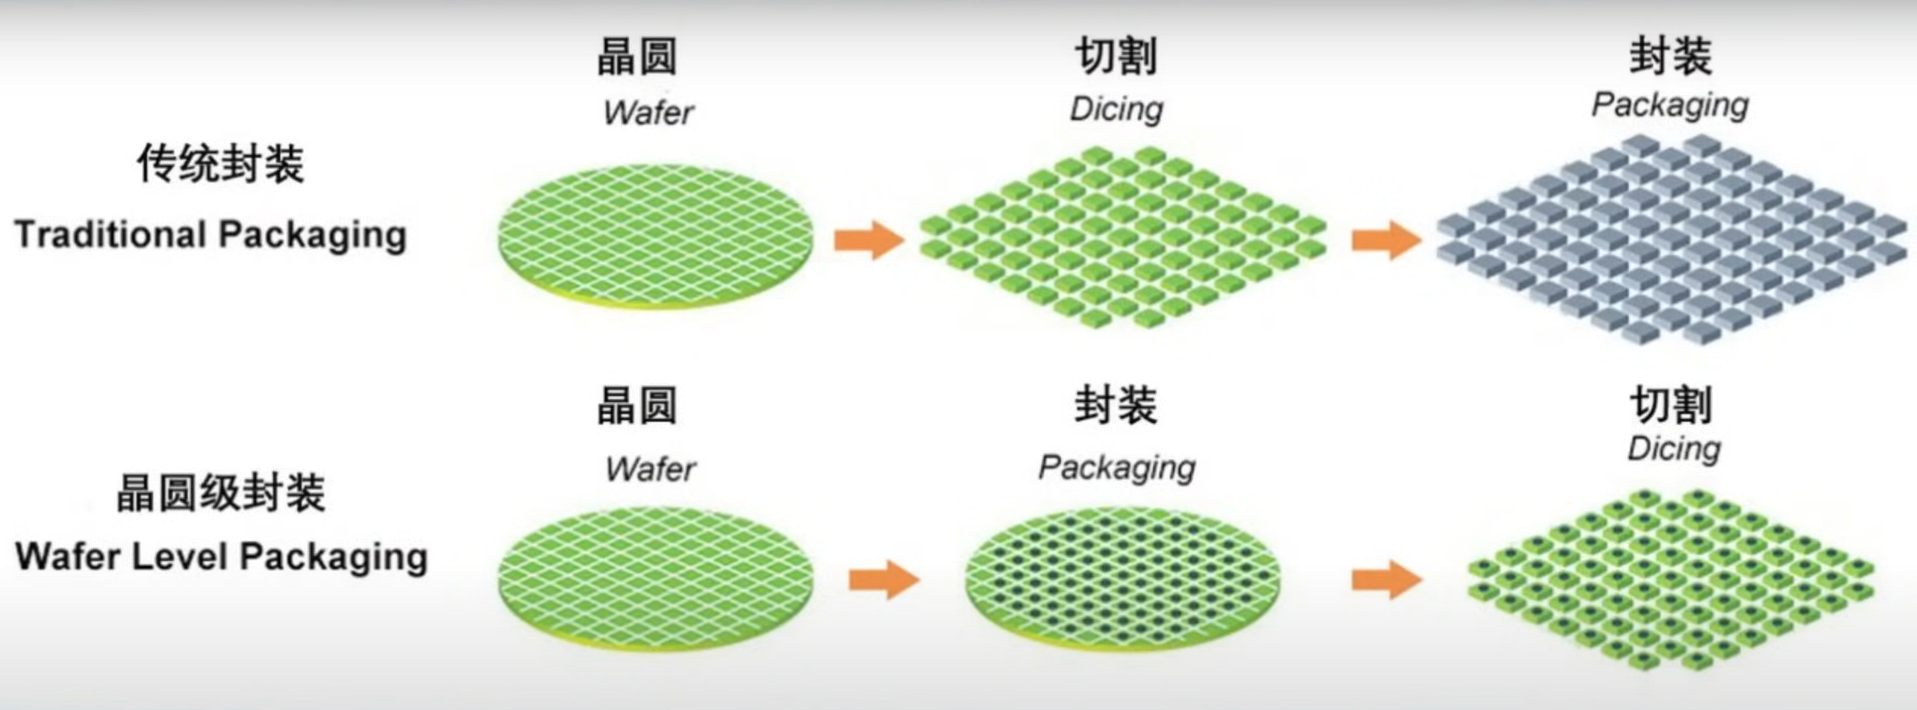 晶圆
切割
封装
Wafer
Dicing
Packaging
传统封装
Traditional Packaging
晶圆
封装
切割
Wafer
Packaging
Dicing
晶圆级封装
Wafer Level Packaging